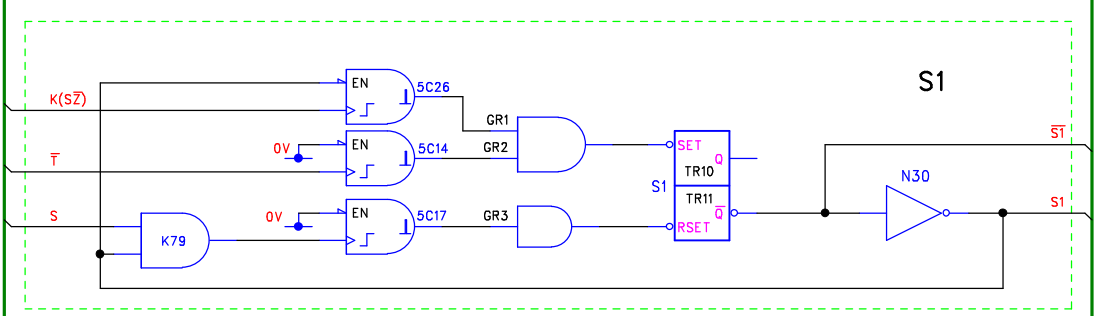 S1
EN
5C26
K(SZ̅)
GR1
0V
EN
5C14
GR2
SET
S̅1̅
T̅
Q
TR10
S1
TR11
N30
0V
EN
5C17
GR3
Q̅
S1
S
RSET
K79